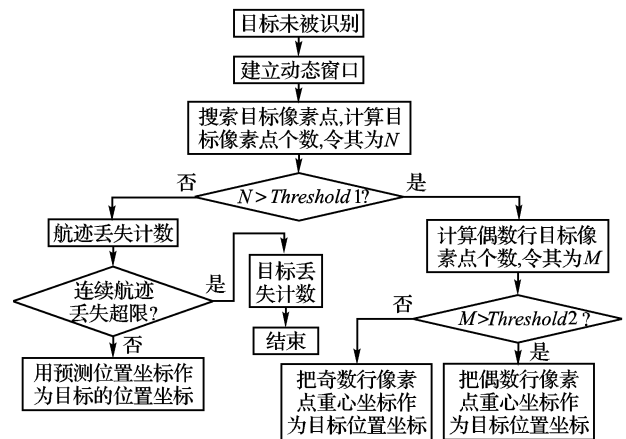 目标未被识别
建立动态窗口
搜索目标像素点,计算目
标像素点个数,令其为N
否
N>Threshold 1?
是
航迹丢失计数
计算偶数行目标像
素点个数,令其为M
连续航迹
丢失超限?
是
目标丢
失计数
结束
否
用预测位置坐标作
为目标的位置坐标
否
M>Threshold2 ?
是
把奇数行像素
点重心坐标作
为目标位置坐标
把偶数行像素
点重心坐标作
为目标位置坐标